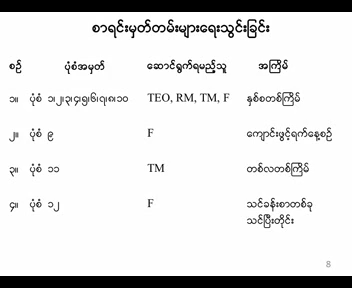 စာရင်းမှတ်တမ်းများရေးသွင်းခြင်း
စဉ် ပုံစံအမှတ် ဆောင်ရွက်ရမည့်သူ အကြိမ်
၁။ ပုံစံ ၁၊၂၊၃၊၄၊၅၊၆၊၇၊၈၊၁၀ TEO, RM, TM, F နှစ်စတစ်ကြိမ်
၂။ ပုံစံ ၉ F ကျောင်းဖွင့်ရက်နေ့စဉ်
၃။ ပုံစံ ၁၁ TM တစ်လတစ်ကြိမ်
၄။ ပုံစံ ၁၂ F သင်ခန်းစာတစ်ခု
သင်ပြီးတိုင်း
8